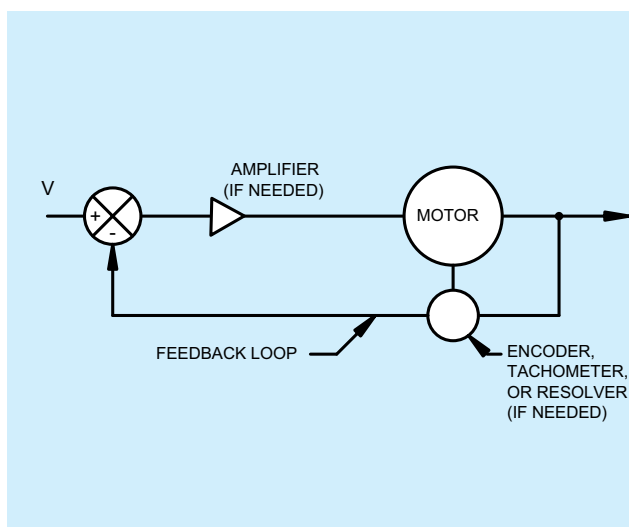 AMPLIFIER
(IF NEEDED)
V
MOTOR
+
-
FEEDBACK LOOP
ENCODER,
TACHOMETER,
OR RESOLVER
(IF NEEDED)